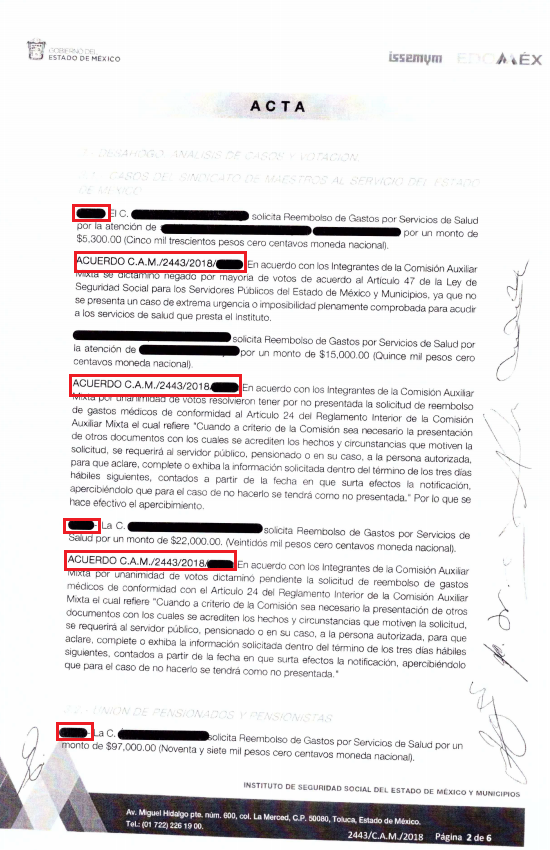 GOBIERNO DEL
ESTADO DE MÉXICO
issemym EDOMÉX
ACTA
7.- DESAHOGO, ANÁLISIS DE CASOS Y VOTACIÓN.
CASOS DEL SINDICATO DE MAESTROS AL SERVICIO DEL ESTADO
DE MÉXICO
El C. solicita Reembolso de Gastos por Servicios de Salud
por la atención de por un monto de
$5,300.00 (Cinco mil trescientos pesos cero centavos moneda nacional).
ACUERDO C.A.M./2443/2018/ En acuerdo con los Integrantes de la Comisión Auxiliar
Mixta se dictaminó negado por mayoría de votos de acuerdo al Artículo 47 de la Ley de
Seguridad Social para los Servidores Públicos del Estado de México y Municipios, ya que no
se presenta un caso de extrema urgencia o imposibilidad plenamente comprobada para acudir
a los servicios de salud que presta el instituto.
solicita Reembolso de Gastos por Servicios de Salud por
la atención de por un monto de $15,000.00 (Quince mil pesos cero
centavos moneda nacional).
ACUERDO C.A.M./2443/2018/ En acuerdo con los Integrantes de la Comisión Auxiliar
Mixta por unanimidad de votos resolvieron tener por no presentada la solicitud de reembolso
de gastos médicos de conformidad al Articulo 24 del Reglamento Interior de la Comisión
Auxiliar Mixta el cual refiere "Cuando a criterio de la Comisión sea necesario la presentación
de otros documentos con los cuales se acrediten los hechos y circunstancias que motiven la
solicitud, se requerirá al servidor público, pensionado o en su caso, a la persona autorizada,
para que aclare, complete o exhiba la información solicitada dentro del término de los tres días
hábiles siguientes, contados a partir de la fecha en que surta efectos la notificación,
apercibiéndolo que para el caso de no hacerlo se tendrá como no presentada." Por lo que se
hace efectivo el apercibimiento.
- La C. solicita Reembolso de Gastos por Servicios de
Salud por un monto de $22,000.00. (Veintidós mil pesos cero centavos moneda nacional).
ACUERDO C.A.M./2443/2018/ En acuerdo con los Integrantes de la Comisión Auxiliar
Mixta por unanimidad de votos dictaminó pendiente la solicitud de reembolso de gastos
médicos de conformidad con el Artículo 24 del Reglamento Interior de la Comisión Auxiliar
Mixta el cual refiere "Cuando a criterio de la Comisión sea necesario la presentación de otros
documentos con los cuales se acrediten los hechos y circunstancias que motiven la solicitud,
se requerirá al servidor público, pensionado o en su caso, a la persona autorizada, para que
aclare, complete o exhiba la información solicitada dentro del término de los tres días hábiles
siguientes, contados a partir de la fecha en que surta efectos la notificación, apercibiéndolo
que para el caso de no hacerlo se tendrá como no presentada."
UNIÓN DE PENSIONADOS Y PENSIONISTAS
- La C. solicita Reembolso de Gastos por Servicios de Salud por un
monto de $97,000.00 (Noventa y siete mil pesos cero centavos moneda nacional).
INSTITUTO DE SEGURIDAD SOCIAL DEL ESTADO DE MÉXICO Y MUNICIPIOS
Av. Miguel Hidalgo pte. núm. 600, col. La Merced, C.P. 50080, Toluca, Estado de México.
Tel.: (01 722) 226 19 00.
2443/C.A.M./2018 Página 2 de 6